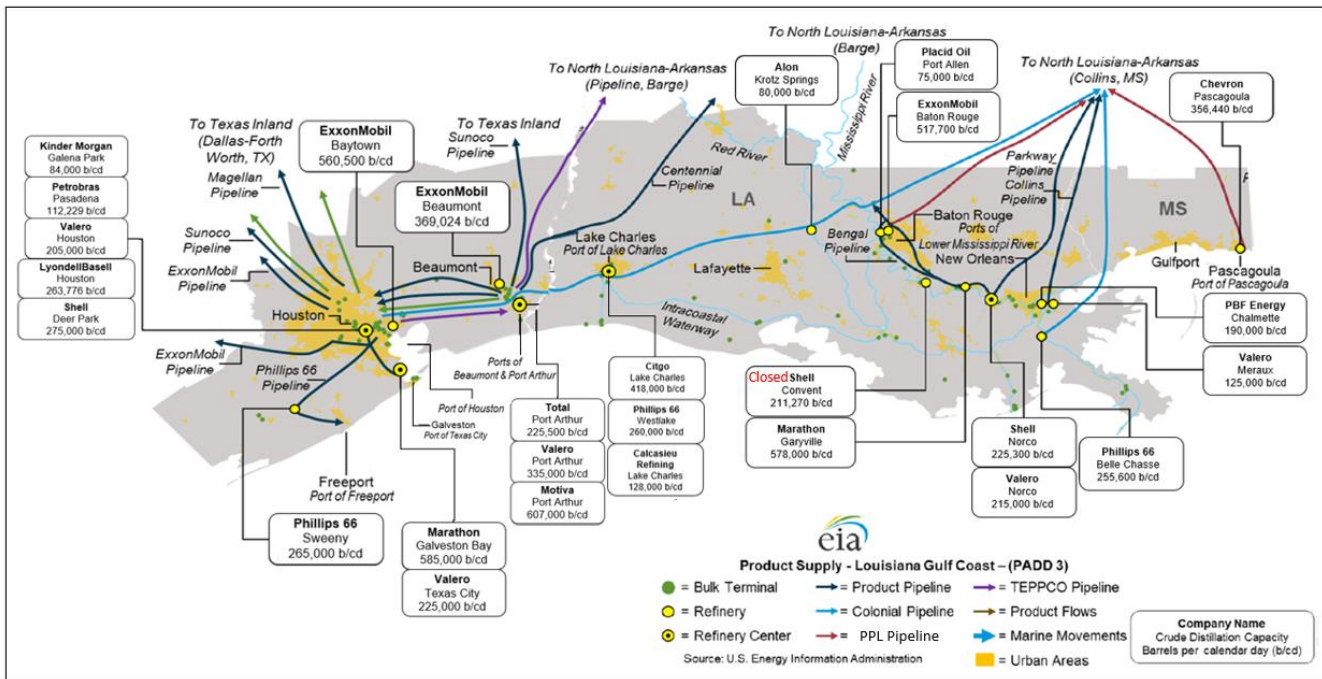 To North Louisiana-Arkansas
(Barge)
To North Louisiana-Arkansas
(Pipeline, Barge)
To North Louisiana-Arkansas
(Collins, MS)
To Texas Inland
(Dallas-Forth
Worth, TX)
Magellan
Pipeline
To Texas Inland
Sunoco
Pipeline
Sunoco
Pipeline
ExxonMobil
Pipeline
ExxonMobil
Pipeline
Phillips 66
Pipeline
Centennial
Pipeline
Red River
Mississippi River
Bengal
Pipeline
Parkway
Pipeline
Collins
Pipeline
Intracoastal
Waterway
LA
MS
Kinder Morgan
Galena Park
84,000 b/cd
Petrobras
Pasadena
112,229 b/cd
Valero
Houston
205,000 b/cd
LyondellBasell
Houston
263,776 b/cd
Shell
Deer Park
275,000 b/cd
ExxonMobil
Baytown
560,500 b/cd
ExxonMobil
Beaumont
369,024 b/cd
Alon
Krotz Springs
80,000 b/cd
Placid Oil
Port Allen
75,000 b/cd
ExxonMobil
Baton Rouge
517,700 b/cd
Chevron
Pascagoula
356,440 b/cd
Houston
Beaumont
Lake Charles
Port of Lake Charles
Lafayette
Baton Rouge
Ports of
Lower Mississippi River
New Orleans
Gulfport
Pascagoula
Port of Pascagoula
Ports of
Beaumont & Port Arthur
Port of Houston
Galveston
Port of Texas City
Freeport
Port of Freeport
Phillips 66
Sweeny
265,000 b/cd
Marathon
Galveston Bay
585,000 b/cd
Valero
Texas City
225,000 b/cd
Total
Port Arthur
225,500 b/cd
Valero
Port Arthur
335,000 b/cd
Motiva
Port Arthur
607,000 b/cd
Citgo
Lake Charles
418,000 b/cd
Phillips 66
Westlake
260,000 b/cd
Calcasieu
Refining
Lake Charles
128,000 b/cd
Closed Shell
Convent
211,270 b/cd
Marathon
Garyville
578,000 b/cd
Shell
Norco
225,300 b/cd
Valero
Norco
215,000 b/cd
Phillips 66
Belle Chasse
255,600 b/cd
PBF Energy
Chalmette
190,000 b/cd
Valero
Meraux
125,000 b/cd
eia
Product Supply - Louisiana Gulf Coast – (PADD 3)
= Bulk Terminal
= Product Pipeline
= TEPPCO Pipeline
= Refinery
= Colonial Pipeline
= Product Flows
= Refinery Center
= PPL Pipeline
= Marine Movements
= Urban Areas
Source: U.S. Energy Information Administration
Company Name
Crude Distillation Capacity
Barrels per calendar day (b/cd)